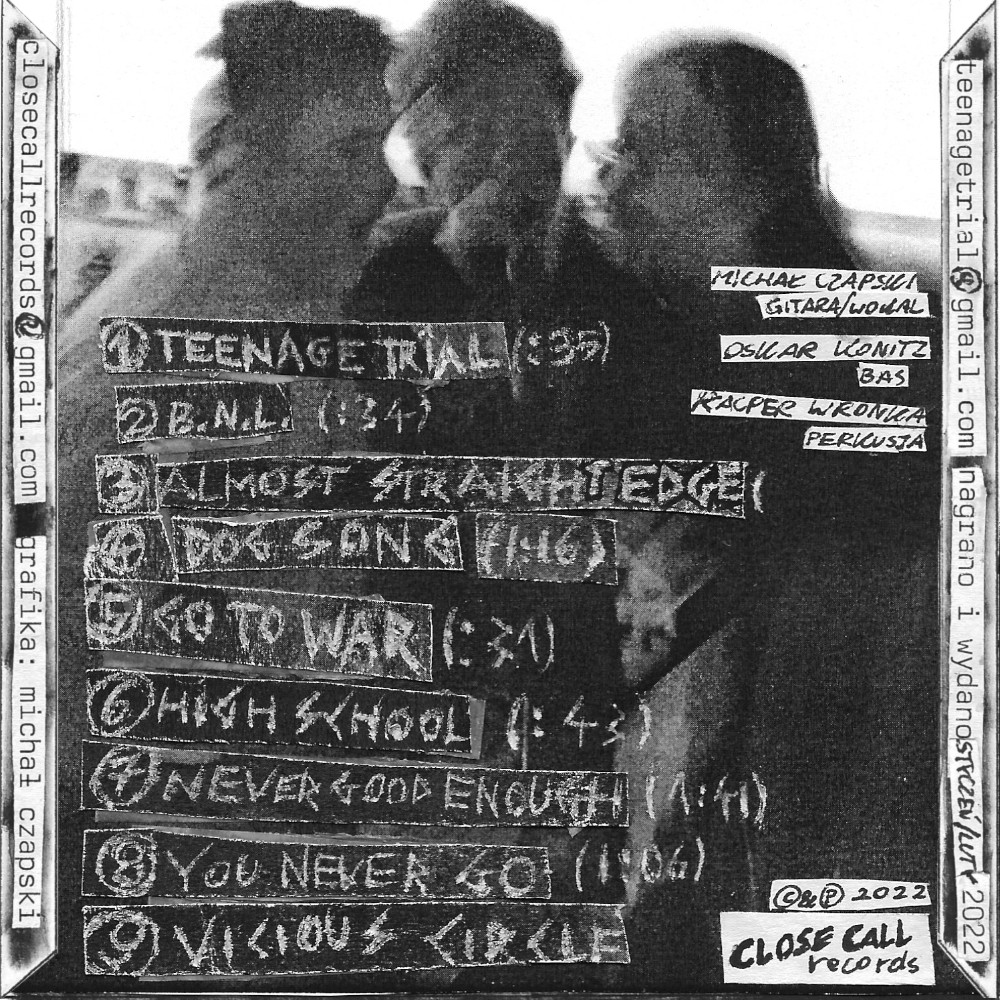 closecallrecords@gmail.com grafika: michał czapski
① TEENAGE TRIAL (:35)
② B.N.L. (:34)
③ ALMOST STRAIGHT EDGE (
④ DOG SONG (1:16)
⑤ GO TO WAR (:31)
⑥ HIGH SCHOOL (:43)
⑦ NEVER GOOD ENOUGH (1:41)
⑧ YOU NEVER GO (1:06)
⑨ VICIOUS CIRCLE
MICHAŁ CZAPSKI
GITARA/WOKAL
OSKAR KONITZ
BAS
KACPER WRONKA
PERKUSJA
©&℗ 2022
CLOSE CALL
records
teenagetrial@gmail.com nagrano i wydano STYCZEŃ/LUTY 2022